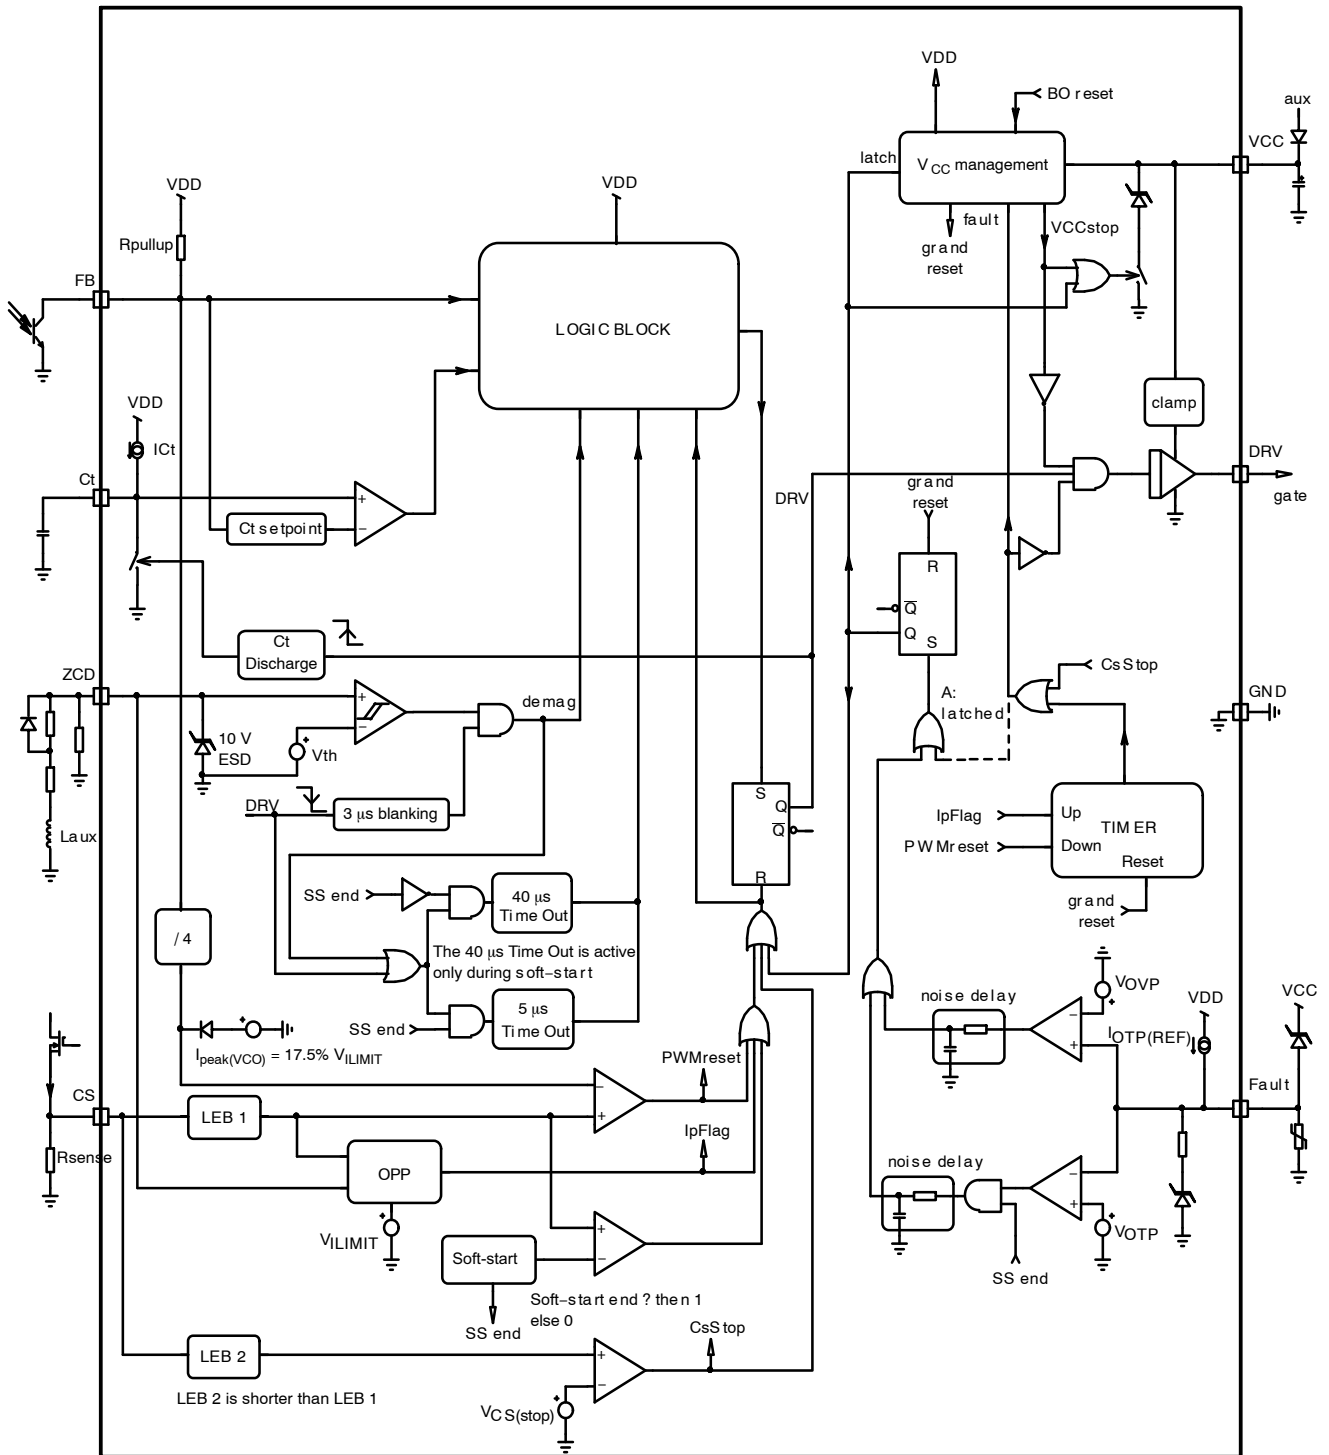 VDD
BO reset
aux
VCC
latch
VCC management
VDD
VDD
fault
VCCstop
grand
reset
Rpullup
FB
LOGIC BLOCK
VDD
clamp
ICt
DRV
Ct
grand
reset
DRV
gate
Ct setpoint
R
Q
Q
S
Ct
Discharge
CsStop
ZCD
A:
latched
GND
demag
10 V
ESD
Vth
S
Q
Q
R
DRV
3 µs blanking
IpFlag
Up
TIMER
PWMreset
Down
Reset
Laux
SS end
40 µs
Time Out
grand
reset
/ 4
The 40 µs Time Out is active
only during soft−start
VOVP
noise delay
VDD
VCC
5 µs
Time Out
SS end
IOTP(REF)
Ipeak(VCO) = 17.5% VILIMIT
PWMreset
Fault
CS
LEB 1
IpFlag
Rsense
OPP
noise delay
VILIMIT
VOTP
Soft-start
SS end
Soft−start end ? then 1
else 0
SS end
CsStop
LEB 2
LEB 2 is shorter than LEB 1
VCS(stop)
+
−
+
−
−
+
+
−
+
−
−
+
−
+